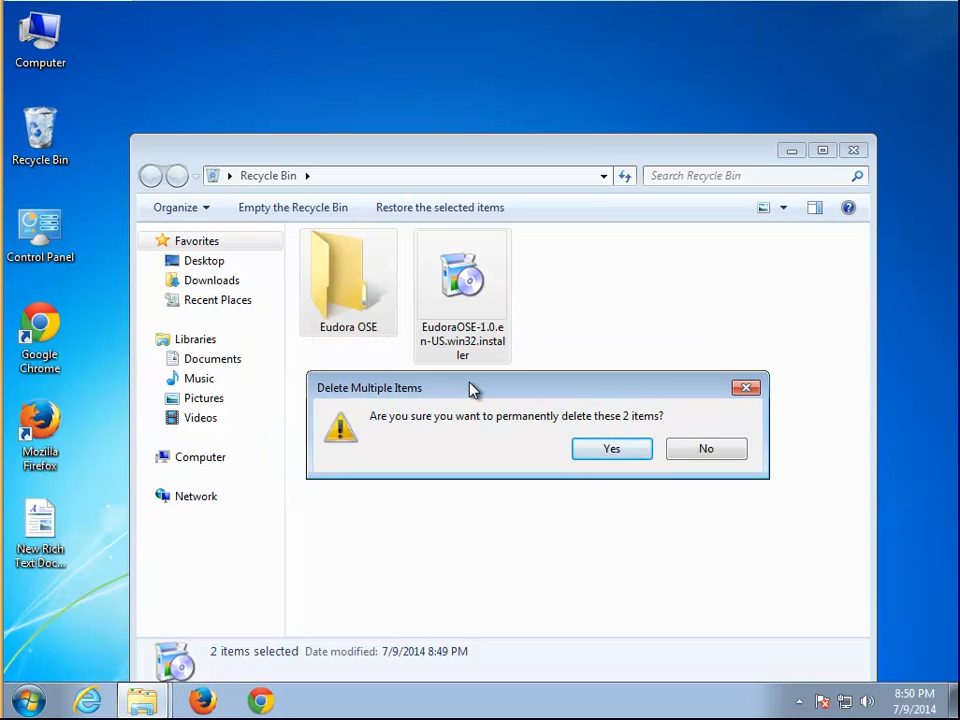 Computer
Recycle Bin
Control Panel
Google
Chrome
Mozilla
Firefox
New Rich
Text Doc...
Recycle Bin
Search Recycle Bin
Organize
Empty the Recycle Bin
Restore the selected items
Favorites
Desktop
Downloads
Recent Places
Libraries
Documents
Music
Pictures
Videos
Computer
Network
Eudora OSE
EudoraOSE-1.0.e
n-US.win32.instal
ler
Delete Multiple Items
Are you sure you want to permanently delete these 2 items?
Yes
No
2 items selected Date modified: 7/9/2014 8:49 PM
8:50 PM
7/9/2014